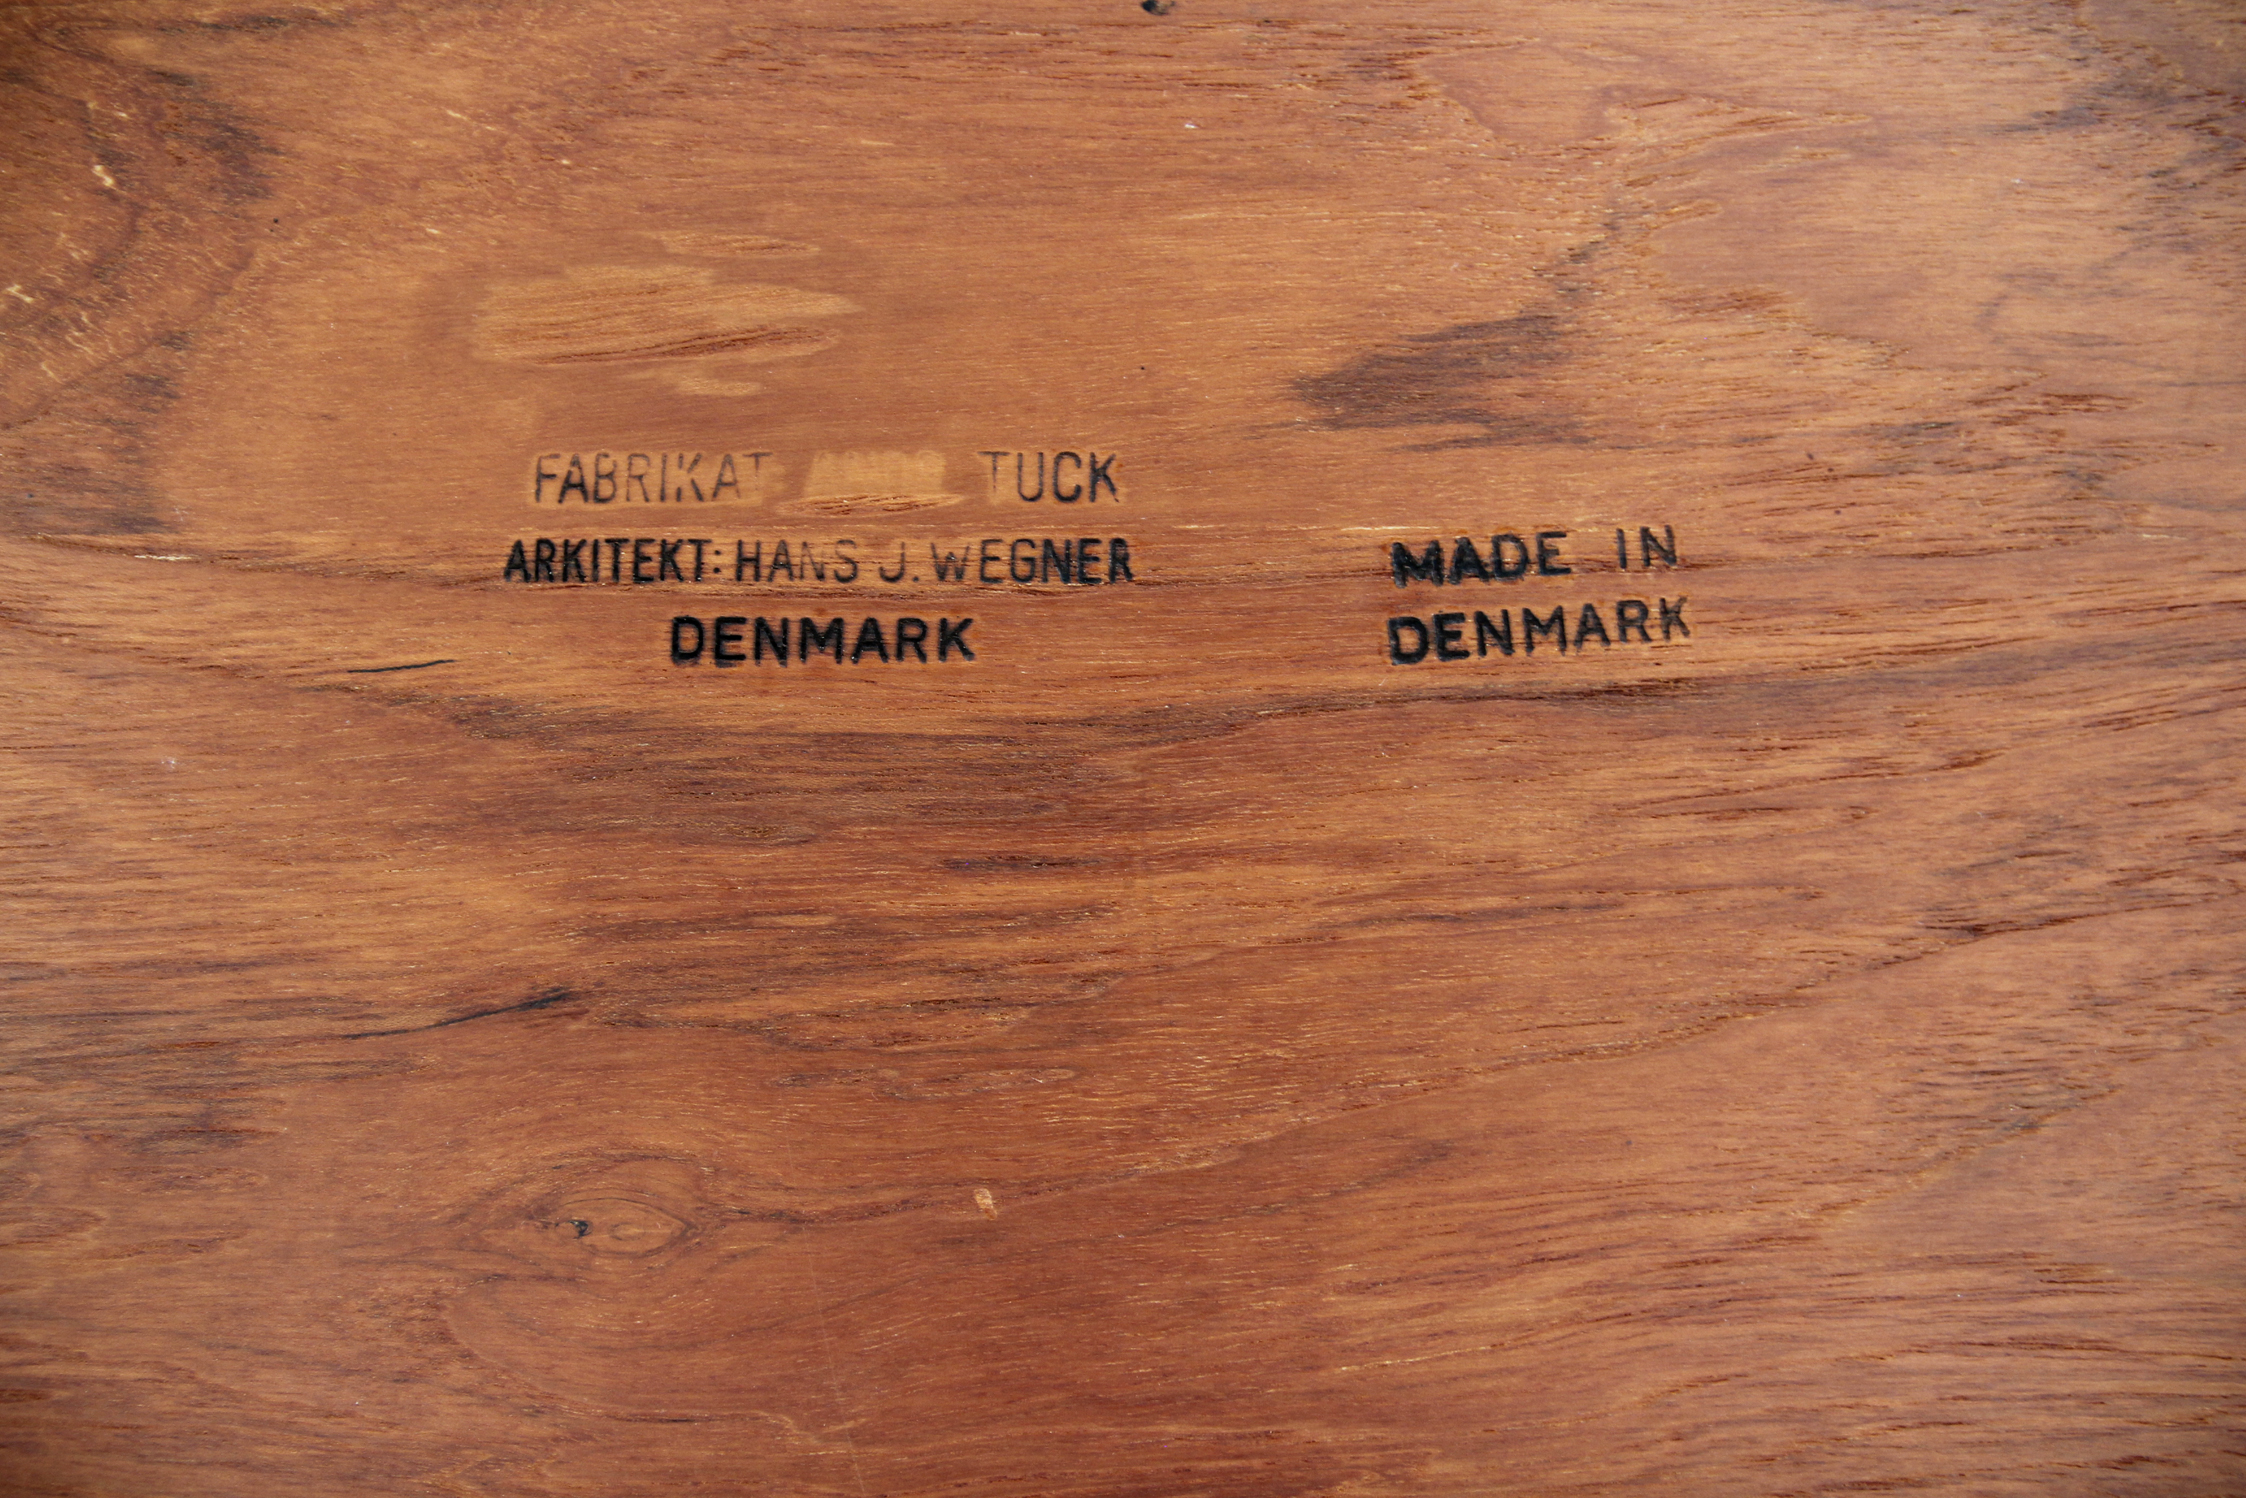 FABRIKAT TUCK
ARKITEKT: HANS J. WEGNER
DENMARK
MADE IN
DENMARK